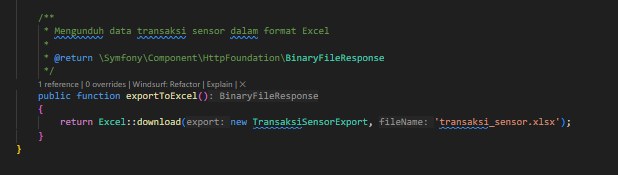 /**
* Mengunduh data transaksi sensor dalam format Excel
*
* @return \Symfony\Component\HttpFoundation\BinaryFileResponse
*/
1 reference | 0 overrides | Windsurf: Refactor | Explain | ×
public function exportToExcel(): BinaryFileResponse
{
return Excel::download(export: new TransaksiSensorExport, fileName: 'transaksi_sensor.xlsx');
}
}